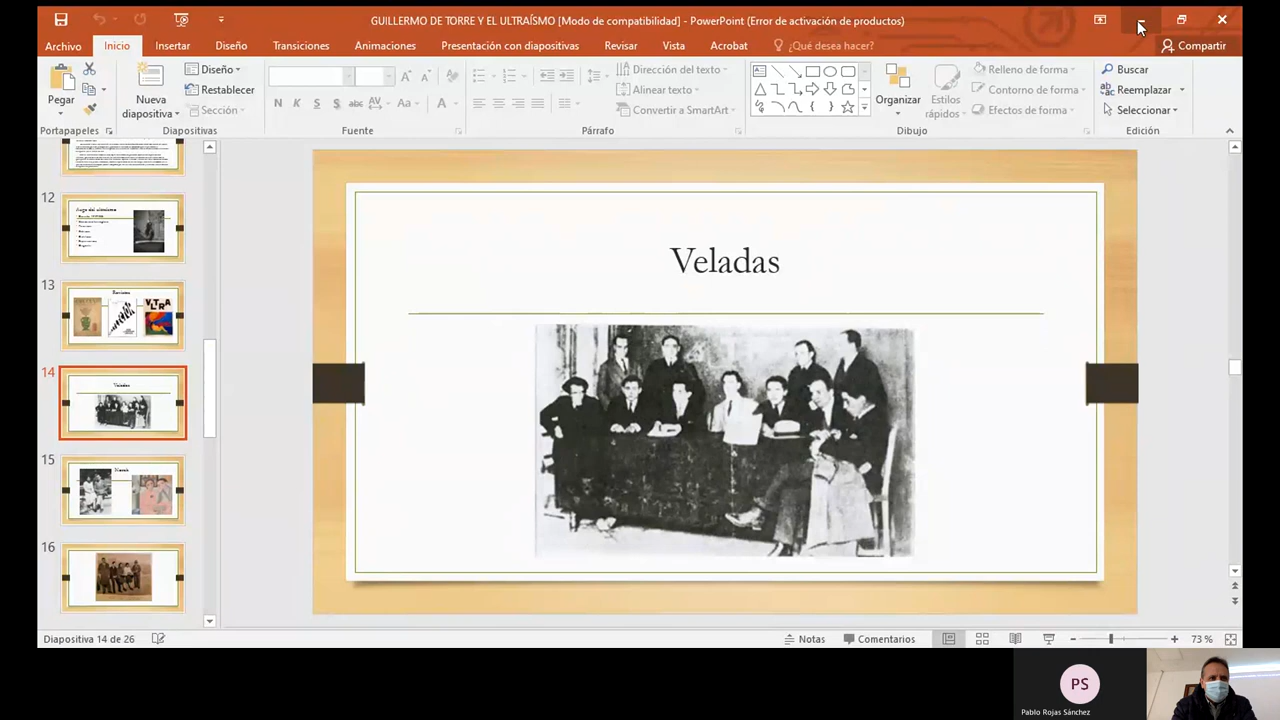 GUILLERMO DE TORRE Y EL ULTRAÍSMO [Modo de compatibilidad] - PowerPoint (Error de activación de productos)
Archivo Inicio Insertar Diseño Transiciones Animaciones Presentación con diapositivas Revisar Vista Acrobat ¿Qué desea hacer? Compartir
Pegar
Nueva diapositiva
Diseño
Restablecer
Sección
N K S S abc AV Aa A
Dirección del texto
Alinear texto
Convertir a SmartArt
Organizar
Estilos rápidos
Relleno de forma
Contorno de forma
Efectos de forma
Buscar
Reemplazar
Seleccionar
Portapapeles Diapositivas Fuente Párrafo Dibujo Edición
12
13
14
Veladas
15
16
Veladas
Diapositiva 14 de 26 Notas Comentarios 73 %
PS
Pablo Rojas Sánchez